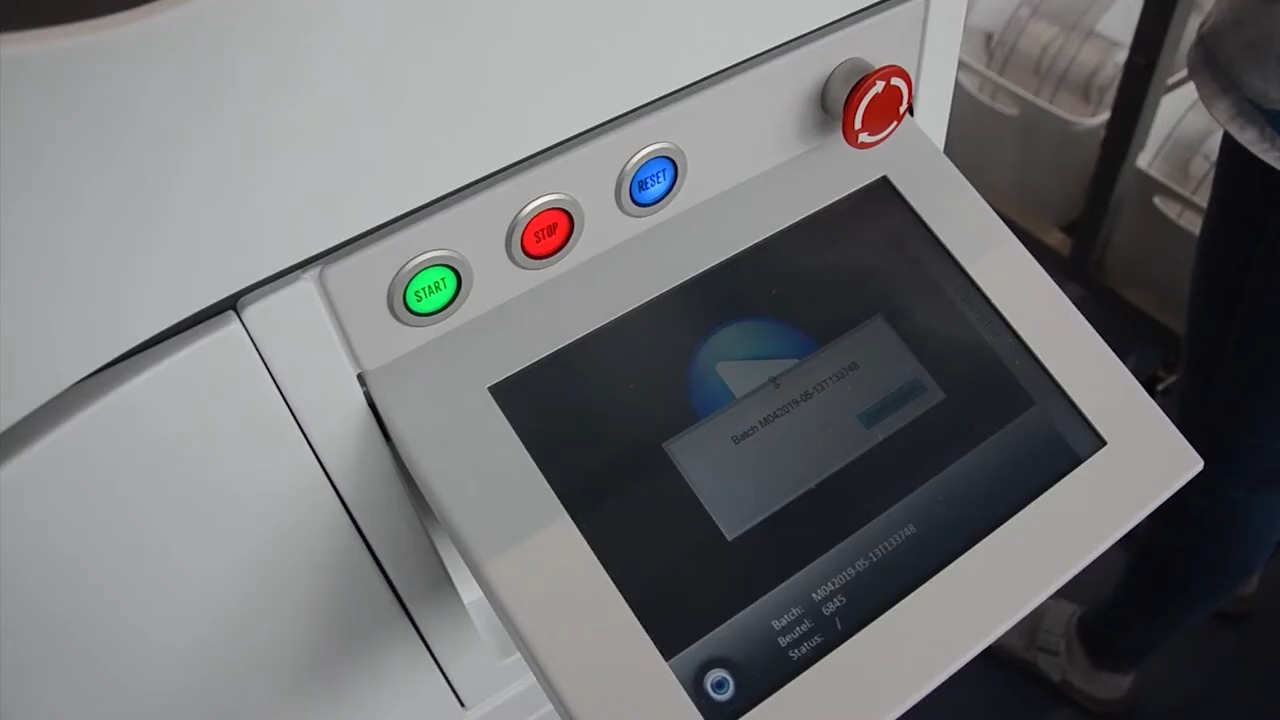 START
STOP
RESET
Batch M042019-05-13T133748
Batch: M042019-05-13T133748
Beutel: 6845
Status: /